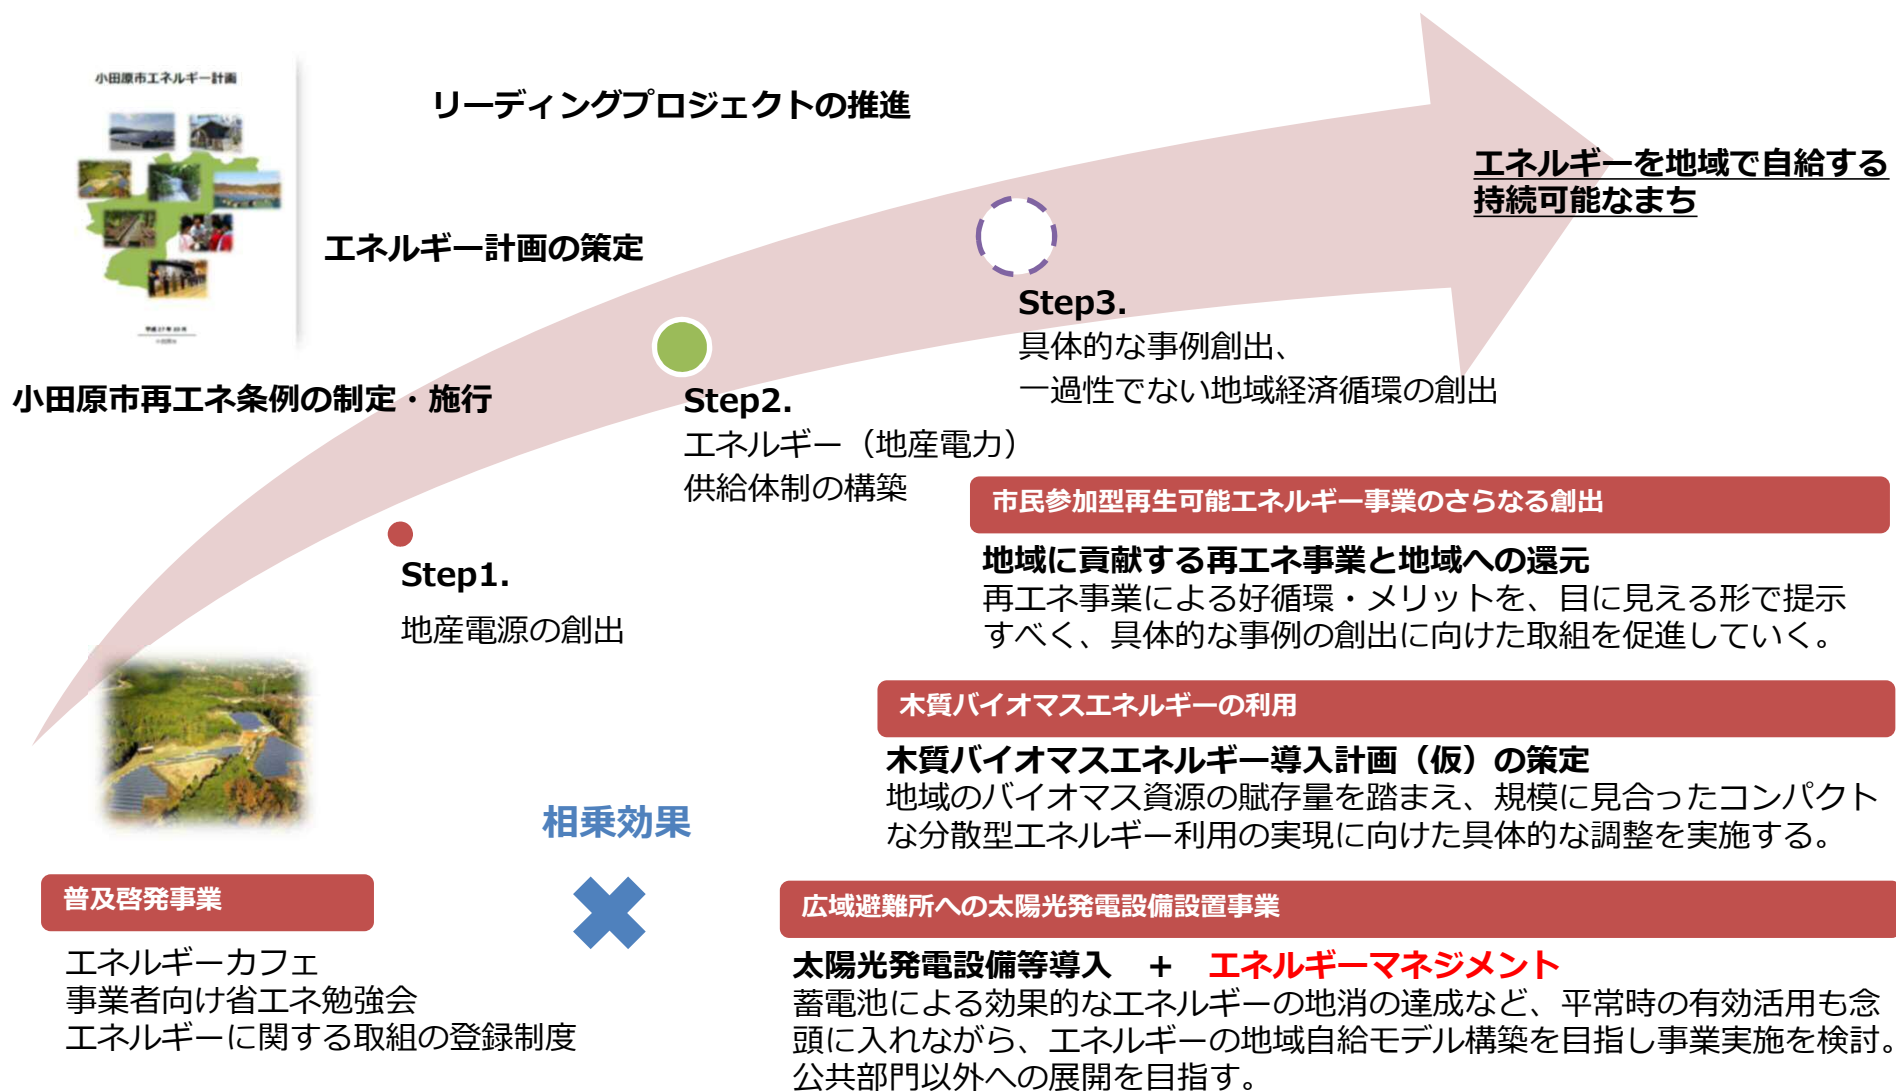 小田原市エネルギー計画
平成27年10月
リーディングプロジェクトの推進
エネルギーを地域で自給する
持続可能なまち
エネルギー計画の策定
Step3.
具体的な事例創出、
一過性でない地域経済循環の創出
小田原市再エネ条例の制定・施行
Step2.
エネルギー（地産電力）
供給体制の構築
Step1.
地産電源の創出
市民参加型再生可能エネルギー事業のさらなる創出
地域に貢献する再エネ事業と地域への還元
再エネ事業による好循環・メリットを、目に見える形で提示
すべく、具体的な事例の創出に向けた取組を促進していく。
木質バイオマスエネルギーの利用
木質バイオマスエネルギー導入計画（仮）の策定
地域のバイオマス資源の賦存量を踏まえ、規模に見合ったコンパクト
な分散型エネルギー利用の実現に向けた具体的な調整を実施する。
相乗効果
普及啓発事業
エネルギーカフェ
事業者向け省エネ勉強会
エネルギーに関する取組の登録制度
広域避難所への太陽光発電設備設置事業
太陽光発電設備等導入　+　エネルギーマネジメント
蓄電池による効果的なエネルギーの地消の達成など、平常時の有効活用も念
頭に入れながら、エネルギーの地域自給モデル構築を目指し事業実施を検討。
公共部門以外への展開を目指す。